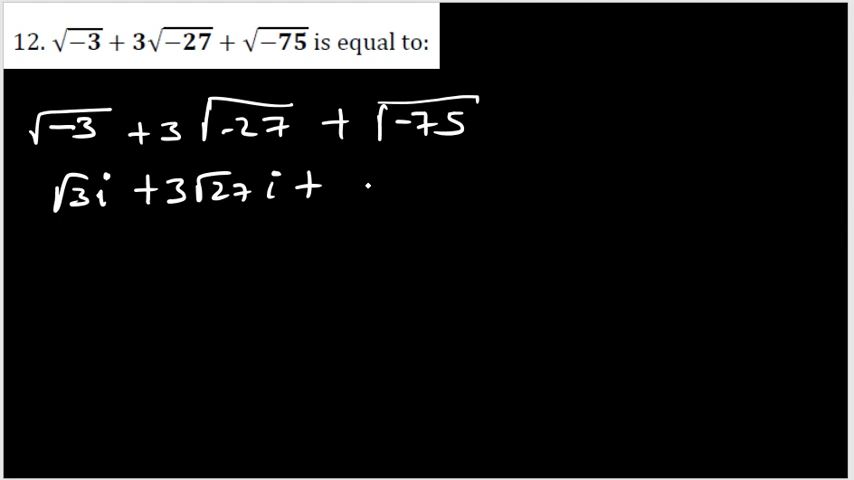 12. √−3 + 3√−27 + √−75 is equal to:
√−3 + 3 √-27 + √-75
√3i + 3√27 i +